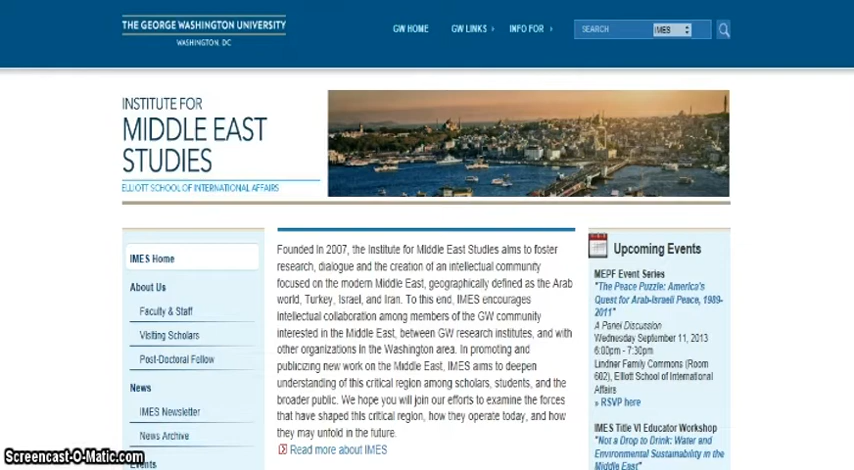 THE GEORGE WASHINGTON UNIVERSITY
WASHINGTON, DC
GW HOME
GW LINKS
INFO FOR
SEARCH
IMES
INSTITUTE FOR
MIDDLE EAST
STUDIES
ELLIOTT SCHOOL OF INTERNATIONAL AFFAIRS
IMES Home
About Us
Faculty & Staff
Visiting Scholars
Post-Doctoral Fellow
News
IMES Newsletter
News Archive
Events
Founded in 2007, the Institute for Middle East Studies aims to foster
research, dialogue and the creation of an intellectual community
focused on the modern Middle East, geographically defined as the Arab
world, Turkey, Israel, and Iran. To this end, IMES encourages
intellectual collaboration among members of the GW community
interested in the Middle East, between GW research institutes, and with
other organizations in the Washington area. In promoting and
publicizing new work on the Middle East, IMES aims to deepen
understanding of this critical region among scholars, students, and the
broader public. We hope you will join our efforts to examine the forces
that have shaped this critical region, how they operate today, and how
they may unfold in the future.
Read more about IMES
Upcoming Events
MEPF Event Series
"The Peace Puzzle: America's
Quest for Arab-Israeli Peace, 1989-
2011"
A Panel Discussion
Wednesday September 11, 2013
6:00pm - 7:30pm
Lindner Family Commons (Room
602), Elliott School of International
Affairs
» RSVP here
IMES Title VI Educator Workshop
"Not a Drop to Drink: Water and
Environmental Sustainability in the
Middle East"
Screencast-O-Matic.com